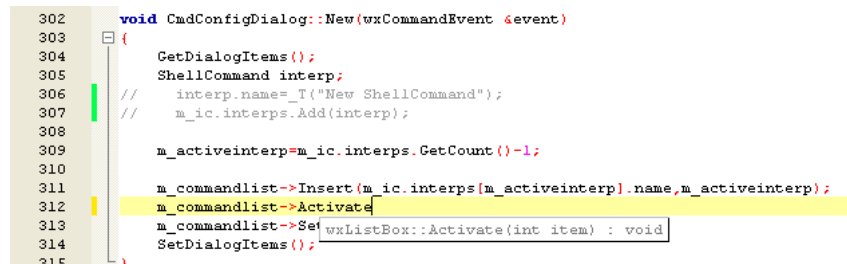 302 void CmdConfigDialog::New(wxCommandEvent &event)
303 {
304 GetDialogItems();
305 ShellCommand interp;
306 // interp.name=_T("New ShellCommand");
307 // m_ic.interps.Add(interp);
308
309 m_activeinterp=m_ic.interps.GetCount()-1;
310
311 m_commandlist->Insert(m_ic.interps[m_activeinterp].name,m_activeinterp);
312 m_commandlist->Activate
313 m_commandlist->Set
wxListBox::Activate(int item) : void
314 SetDialogItems();
315 }